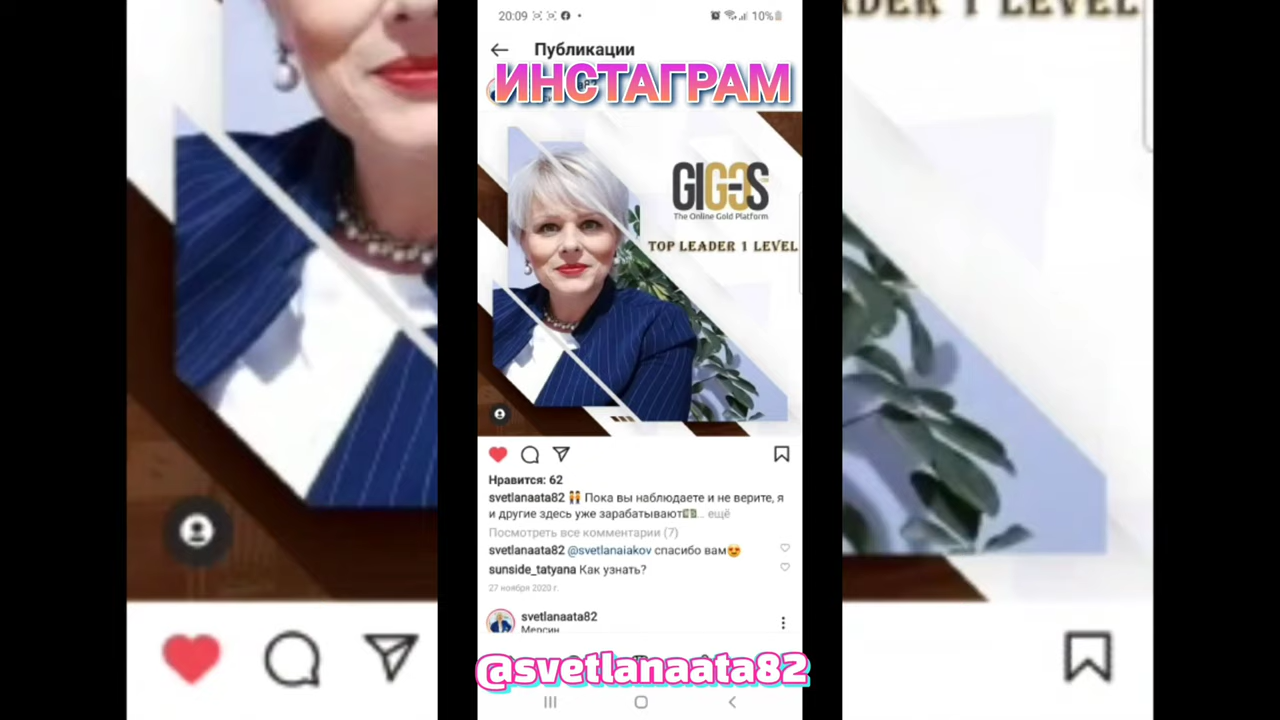 20:09
10%
Публикации
ИНСТАГРАМ
GIGOS
The Online Gold Platform
TOP LEADER 1 LEVEL
Нравится: 62
svetlanaata82 Пока вы наблюдаете и не верите, я
и другие здесь уже зарабатывают... ещё
Посмотреть все комментарии (7)
svetlanaata82 @svetlanaiakov спасибо вам
sunside_tatyana Как узнать?
27 ноября 2020 г.
svetlanaata82
Мерсин
@svetlanaata82
LEADER 1 LEVEL